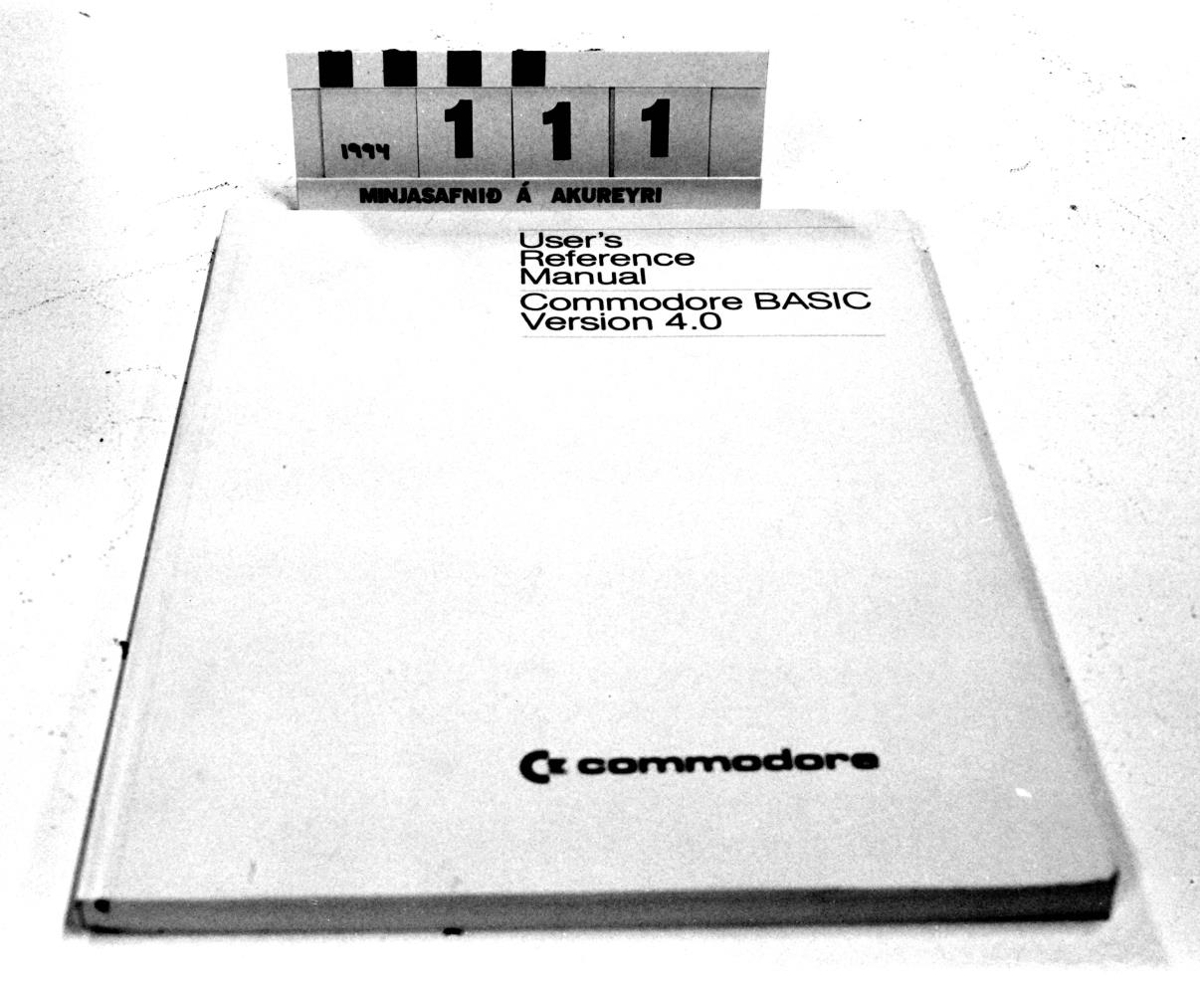 1994 1 1 1
MINJASAFNIÐ Á AKUREYRI
User's
Reference
Manual
Commodore BASIC
Version 4.0
commodore